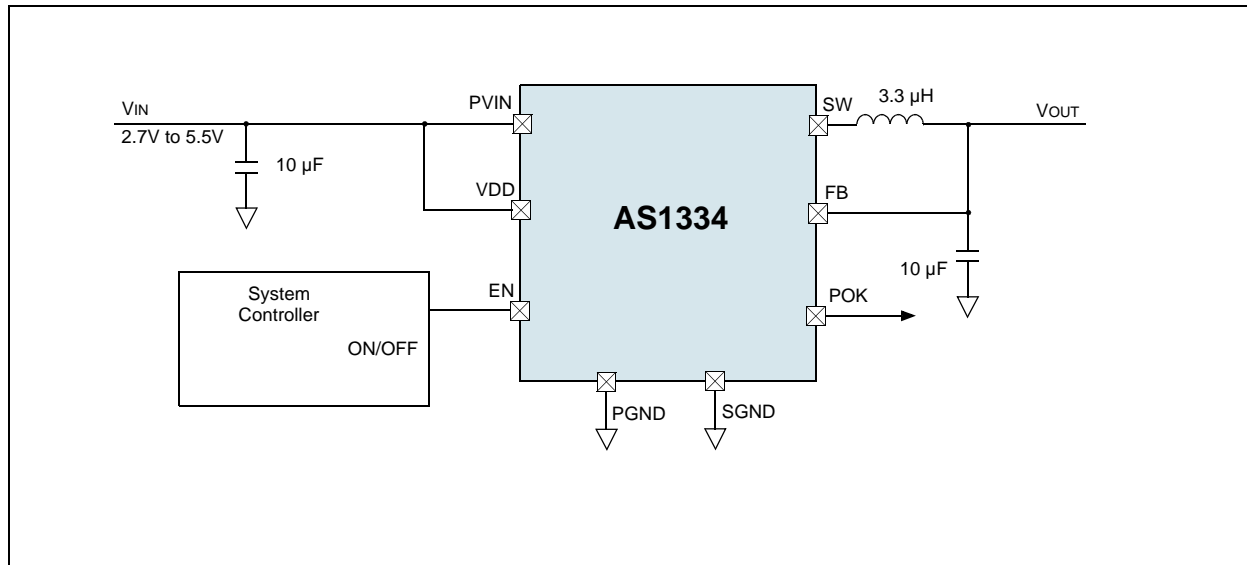 VIN
2.7V to 5.5V
10 µF
PVIN
VDD
EN
System
Controller
ON/OFF
AS1334
PGND
SGND
SW
3.3 µH
VOUT
FB
10 µF
POK